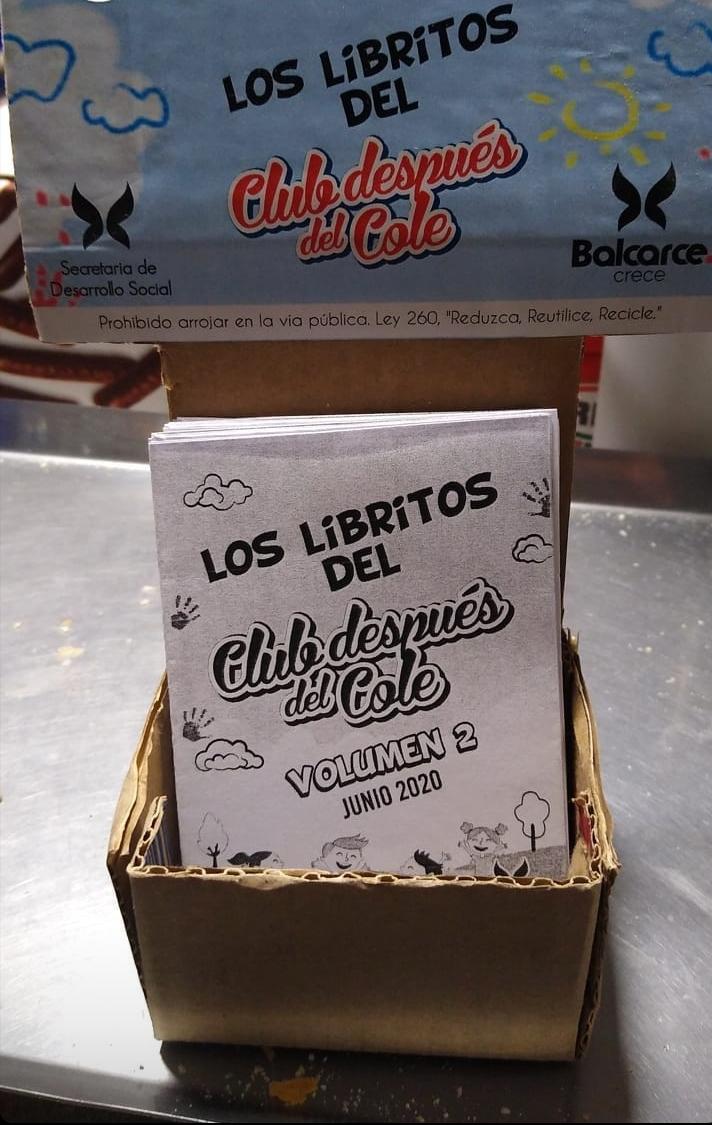 LOS LiBRiTOS
DEL
Club después
del Cole
Secretaria de
Desarrollo Social
Balcarce
crece
Prohibido arrojar en la via pública. Ley 260, "Reduzca, Reutilice, Recicle."
LOS LiBRiTOS
DEL
Club después
del Cole
VOLUMEN 2
JUNIO 2020